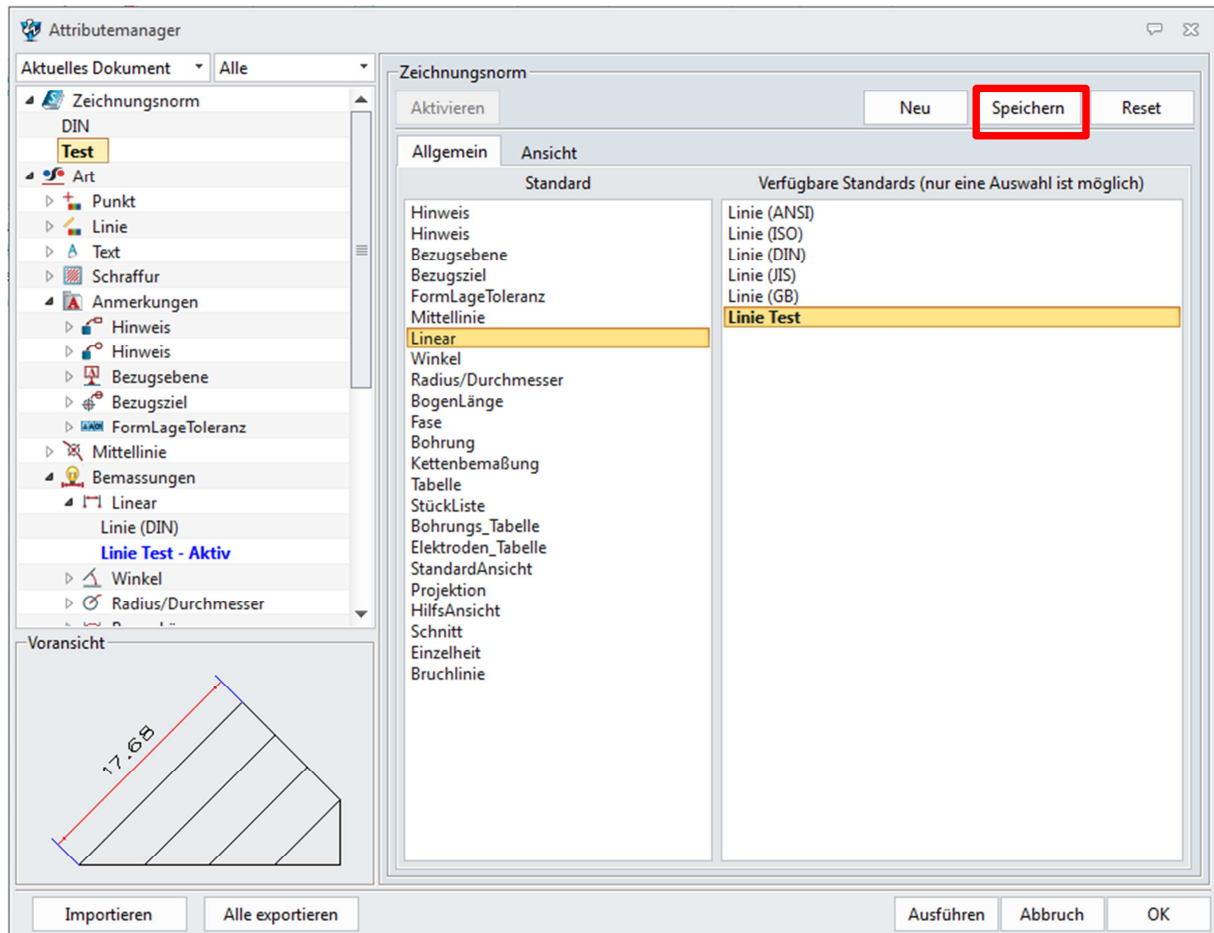 Attributemanager
Aktuelles Dokument
Alle
Zeichnungsnorm
DIN
Test
Art
Punkt
Linie
Text
Schraffur
Anmerkungen
Hinweis
Hinweis
Bezugsebene
Bezugsziel
FormLageToleranz
Mittellinie
Bemassungen
Linear
Linie (DIN)
Linie Test - Aktiv
Winkel
Radius/Durchmesser
Voransicht
17.68
Zeichnungsnorm
Aktivieren
Neu
Speichern
Reset
Allgemein
Ansicht
Standard
Hinweis
Hinweis
Bezugsebene
Bezugsziel
FormLageToleranz
Mittellinie
Linear
Winkel
Radius/Durchmesser
BogenLänge
Fase
Bohrung
Kettenbemaßung
Tabelle
StückListe
Bohrungs_Tabelle
Elektroden_Tabelle
StandardAnsicht
Projektion
HilfsAnsicht
Schnitt
Einzelheit
Bruchlinie
Verfügbare Standards (nur eine Auswahl ist möglich)
Linie (ANSI)
Linie (ISO)
Linie (DIN)
Linie (JIS)
Linie (GB)
Linie Test
Importieren
Alle exportieren
Ausführen
Abbruch
OK